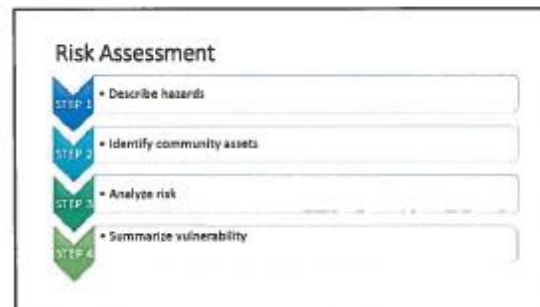 Risk Assessment
STEP 1
• Describe hazards
STEP 2
• Identify community assets
STEP 3
• Analyze risk
STEP 4
• Summarize vulnerability